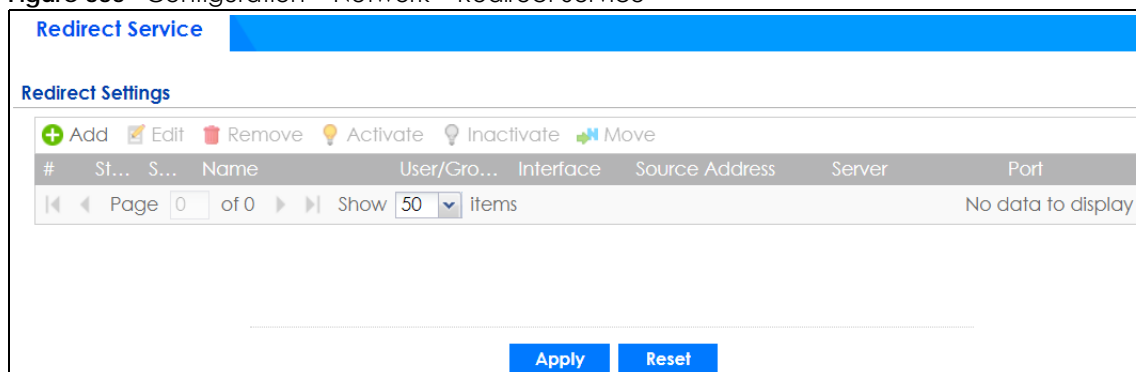 Redirect Service
Redirect Settings
Add Edit Remove Activate Inactivate Move
# St... S... Name User/Gro... Interface Source Address Server Port
Page 0 of 0 Show 50 items No data to display
Apply Reset